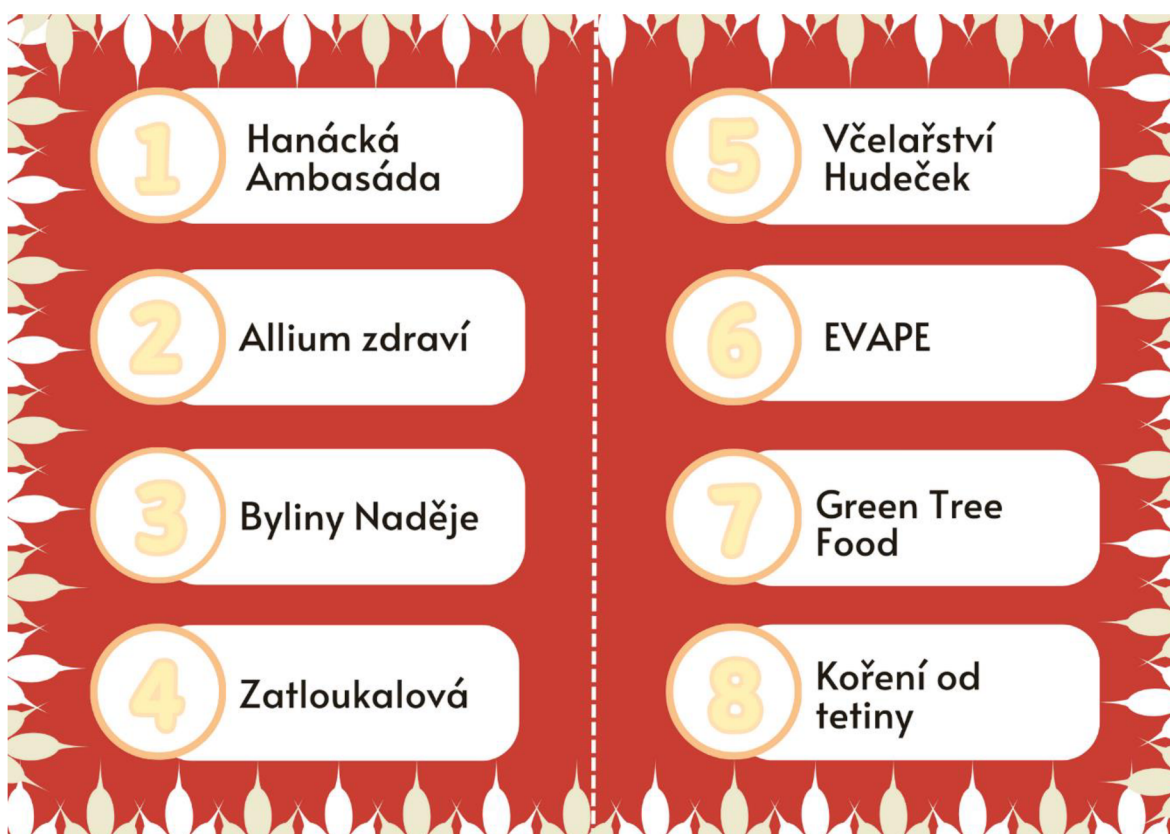 1
Hanácká
Ambasáda
2
Allium zdraví
3
Byliny Naděje
4
Zatloukalová
5
Včelařství
Hudeček
6
EVAPE
7
Green Tree
Food
8
Koření od
tetiny